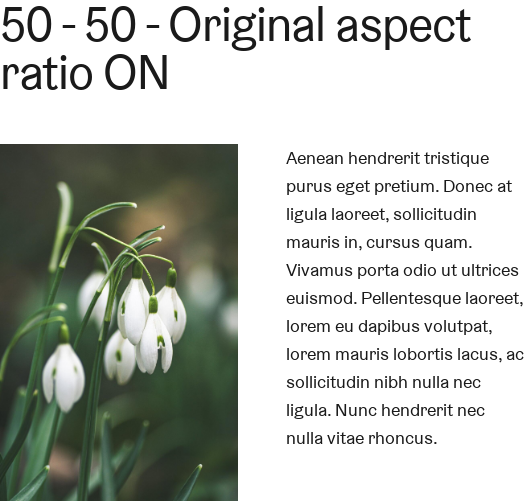 50 - 50 - Original aspect
ratio ON
Aenean hendrerit tristique
purus eget pretium. Donec at
ligula laoreet, sollicitudin
mauris in, cursus quam.
Vivamus porta odio ut ultrices
euismod. Pellentesque laoreet,
lorem eu dapibus volutpat,
lorem mauris lobortis lacus, ac
sollicitudin nibh nulla nec
ligula. Nunc hendrerit nec
nulla vitae rhoncus.